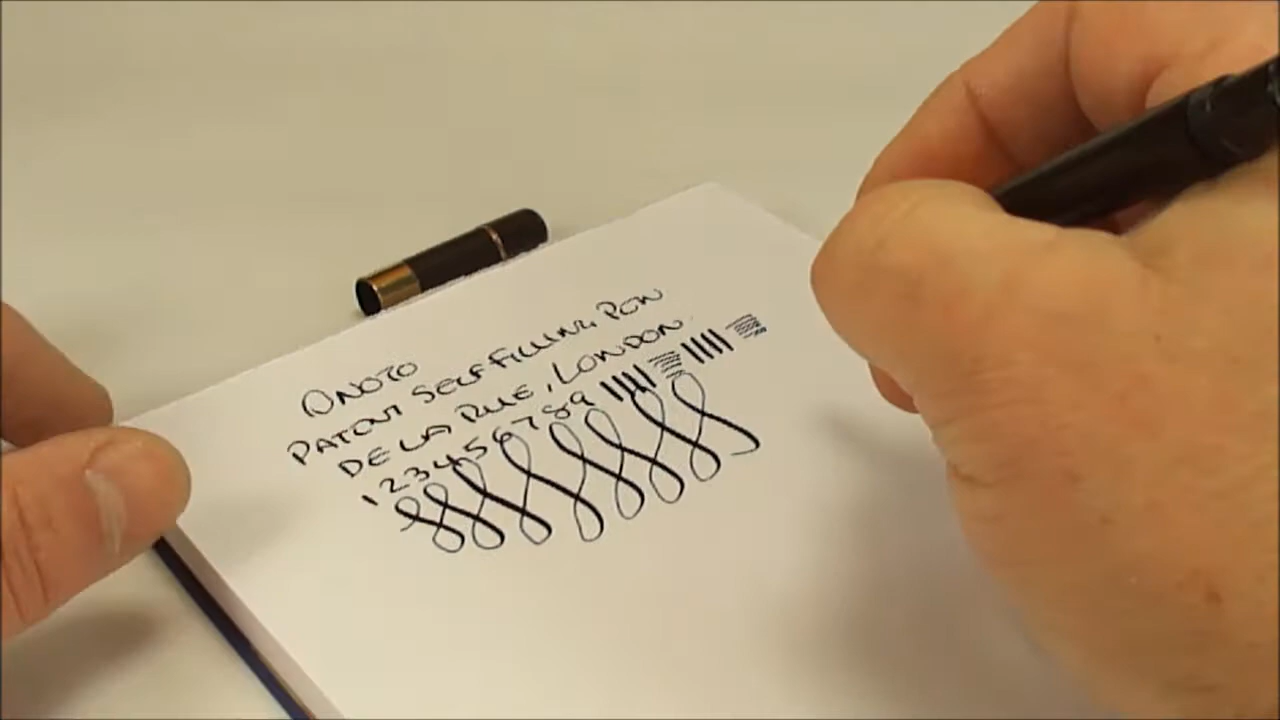 ONOTO
PATENT SELF FILLING PEN
DE LA RUE, LONDON.
123456789